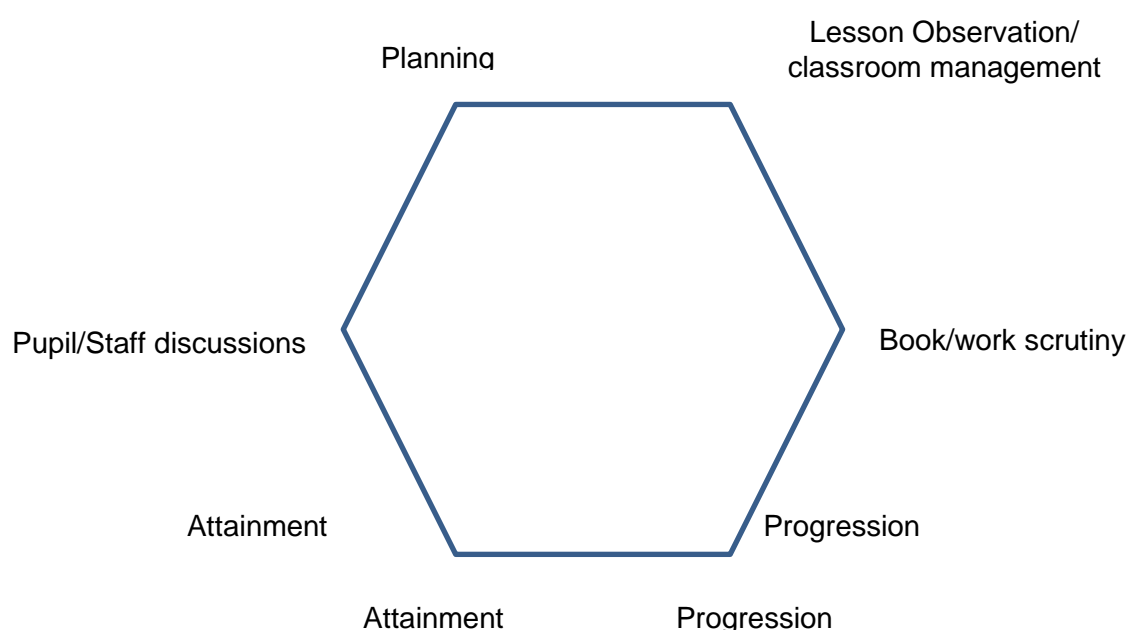 Lesson Observation/
classroom management
Planning
Pupil/Staff discussions
Book/work scrutiny
Attainment
Progression
Attainment
Progression